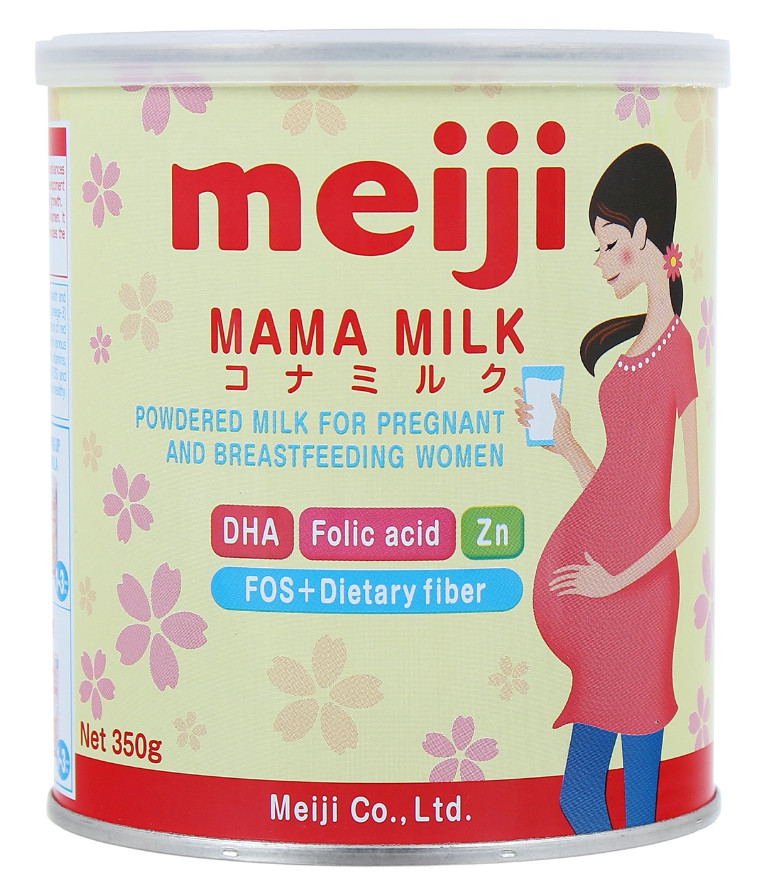 meiji
MAMA MILK
コナミルク
POWDERED MILK FOR PREGNANT
AND BREASTFEEDING WOMEN
DHA Folic acid Zn
FOS+Dietary fiber
Net 350g
Meiji Co., Ltd.